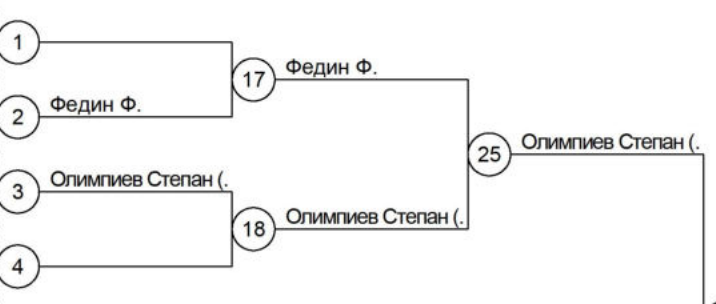 1
17
Федин Ф.
2
Федин Ф.
25
Олимпиев Степан (.
3
Олимпиев Степан (.
18
Олимпиев Степан (.
4